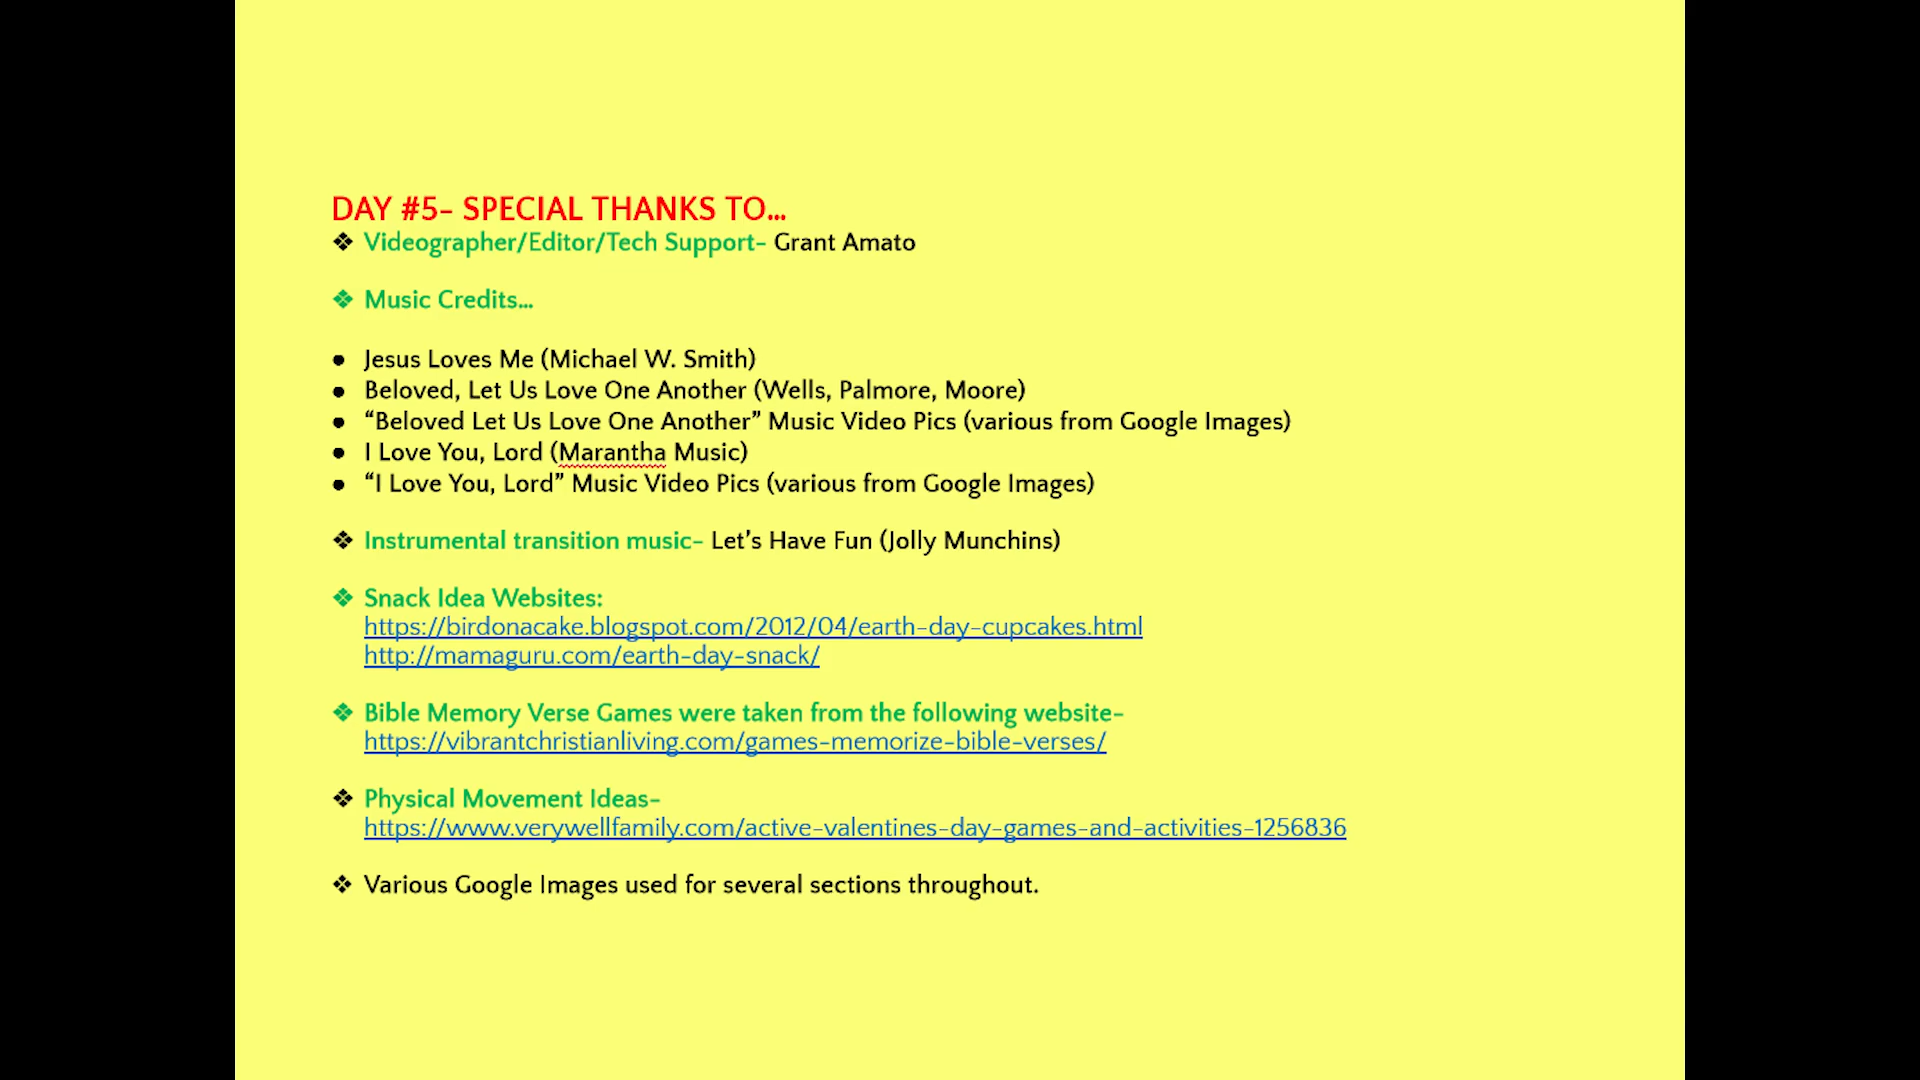 DAY #5- SPECIAL THANKS TO...
❖ Videographer/Editor/Tech Support- Grant Amato
❖ Music Credits...
● Jesus Loves Me (Michael W. Smith)
● Beloved, Let Us Love One Another (Wells, Palmore, Moore)
● “Beloved Let Us Love One Another” Music Video Pics (various from Google Images)
● I Love You, Lord (Marantha Music)
● “I Love You, Lord” Music Video Pics (various from Google Images)
❖ Instrumental transition music- Let’s Have Fun (Jolly Munchins)
❖ Snack Idea Websites:
https://birdonacake.blogspot.com/2012/04/earth-day-cupcakes.html
http://mamaguru.com/earth-day-snack/
❖ Bible Memory Verse Games were taken from the following website-
https://vibrantchristianliving.com/games-memorize-bible-verses/
❖ Physical Movement Ideas-
https://www.verywellfamily.com/active-valentines-day-games-and-activities-1256836
❖ Various Google Images used for several sections throughout.